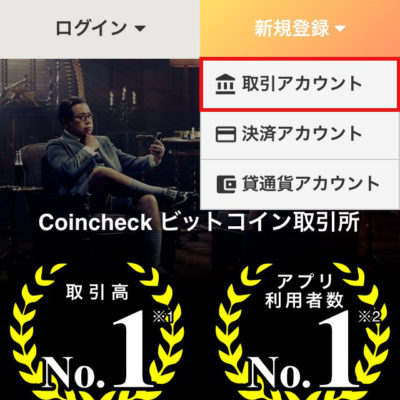 ログイン
新規登録
取引アカウント
決済アカウント
貸通貨アカウント
Coincheck ビットコイン取引所
取引高
No.1※1
アプリ
利用者数
No.1※2